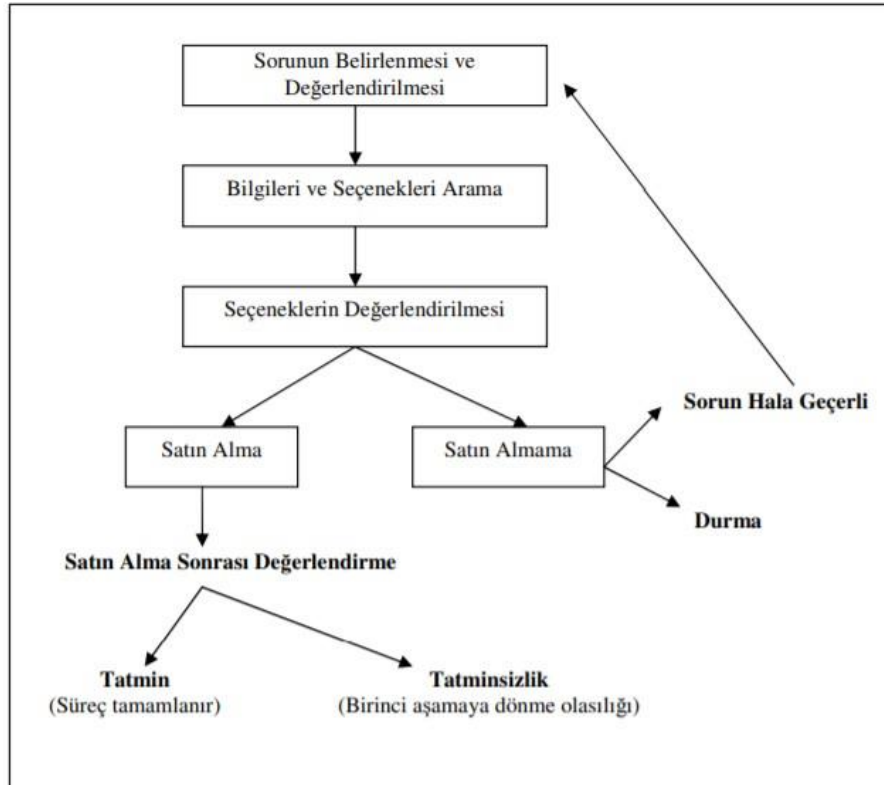 Sorunun Belirlenmesi ve
Değerlendirilmesi
Bilgileri ve Seçenekleri Arama
Seçeneklerin Değerlendirilmesi
Satın Alma
Satın Almama
Sorun Hala Geçerli
Durma
Satın Alma Sonrası Değerlendirme
Tatmin
(Süreç tamamlanır)
Tatminsizlik
(Birinci aşamaya dönme olasılığı)